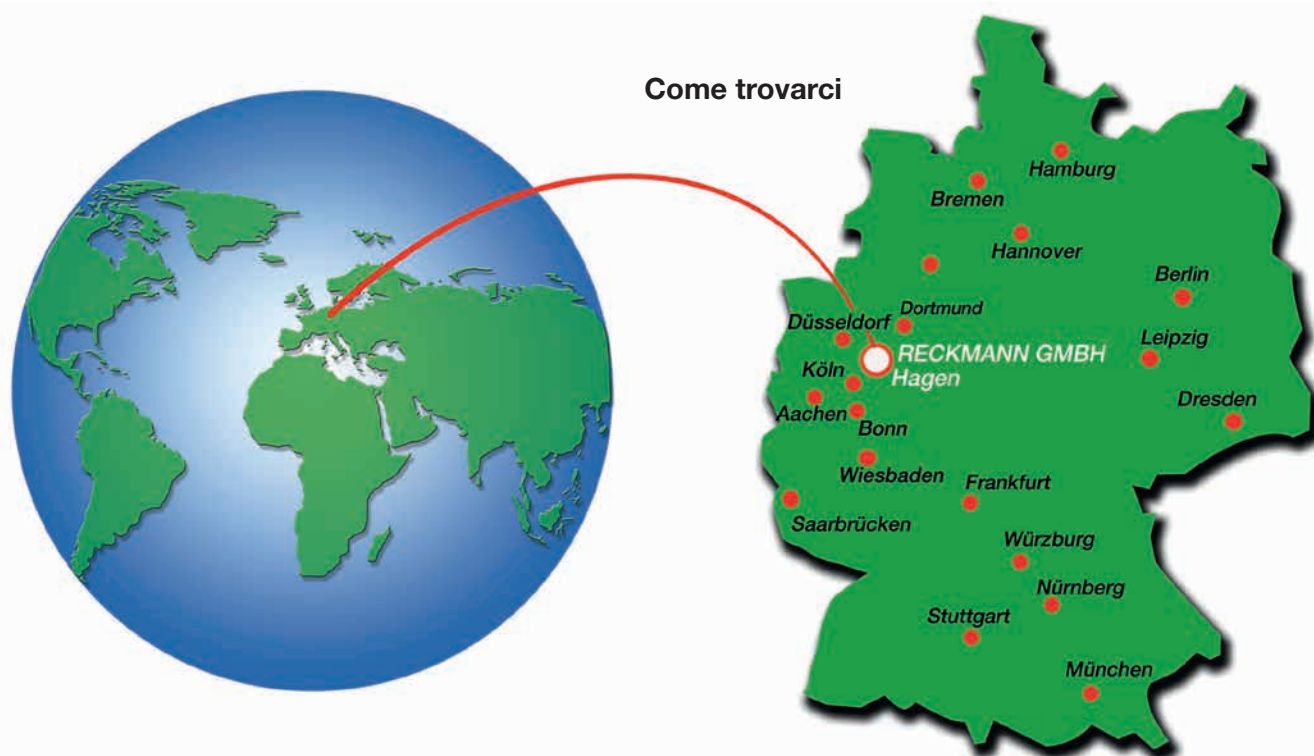 Come trovarci
Hamburg
Bremen
Hannover
Berlin
Dortmund
Düsseldorf
RECKMANN GMBH
Hagen
Leipzig
Köln
Dresden
Aachen
Bonn
Wiesbaden
Frankfurt
Saarbrücken
Würzburg
Nürnberg
Stuttgart
München